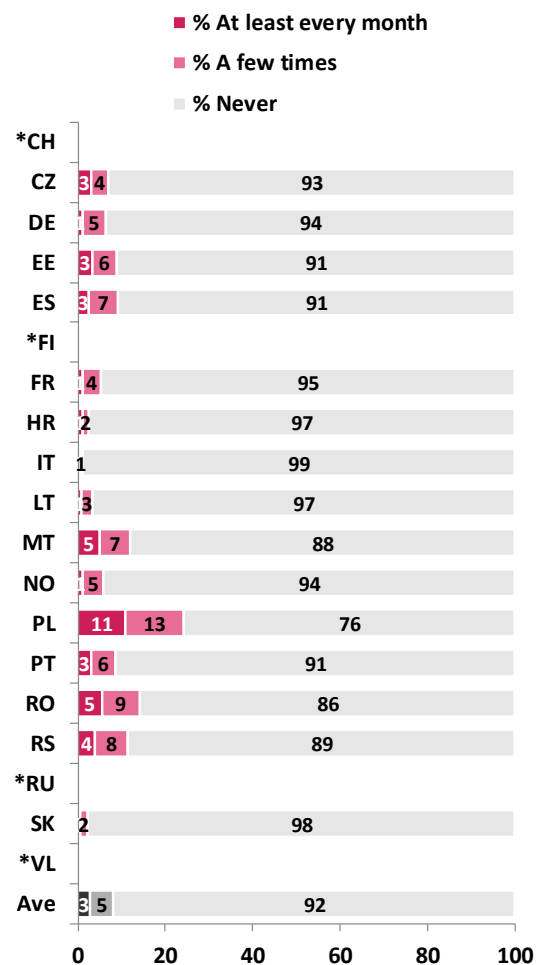 % At least every month
% A few times
% Never
*CH
CZ 3 4 93
DE 1 5 94
EE 3 6 91
ES 3 7 91
*FI
FR 1 4 95
HR 2 97
IT 1 99
LT 3 97
MT 5 7 88
NO 1 5 94
PL 11 13 76
PT 3 6 91
RO 5 9 86
RS 4 8 89
*RU
SK 2 98
*VL
Ave 3 5 92
0 20 40 60 80 100